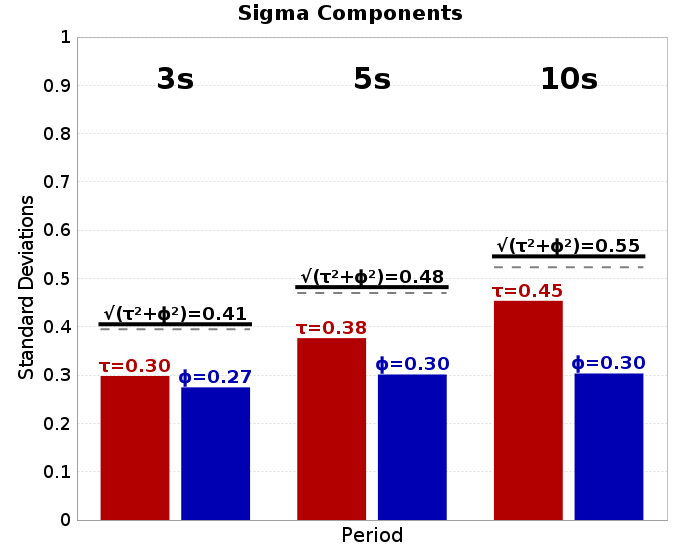 Sigma Components
Standard Deviations
1
0.9
0.8
0.7
0.6
0.5
0.4
0.3
0.2
0.1
0
3s
5s
10s
√(τ²+ϕ²)=0.41
τ=0.30
ϕ=0.27
√(τ²+ϕ²)=0.48
τ=0.38
ϕ=0.30
√(τ²+ϕ²)=0.55
τ=0.45
ϕ=0.30
Period